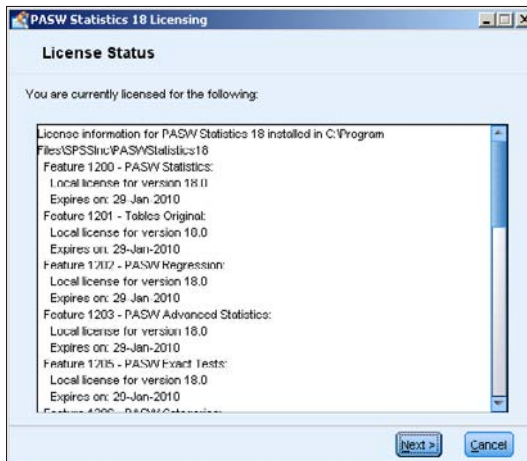 PASW Statistics 18 Licensing
License Status
You are currently licensed for the following:
License information for PASW Statistics 18 installed in C:\Program
Files\SPSSInc\PASWStatistics18
Feature 1200 - PASW Statistics:
Local license for version 18.0
Expires on: 29-Jan-2010
Feature 1201 - Tables Original:
Local license for version 18.0
Expires on: 29-Jan-2010
Feature 1202 - PASW Regression:
Local license for version 18.0
Expires on: 29-Jan-2010
Feature 1203 - PASW Advanced Statistics:
Local license for version 18.0
Expires on: 29-Jan-2010
Feature 1205 - PASW Exact Tests:
Local license for version 18.0
Expires on: 29-Jan-2010
Feature 1206 - PASW Categories:
Next >
Cancel